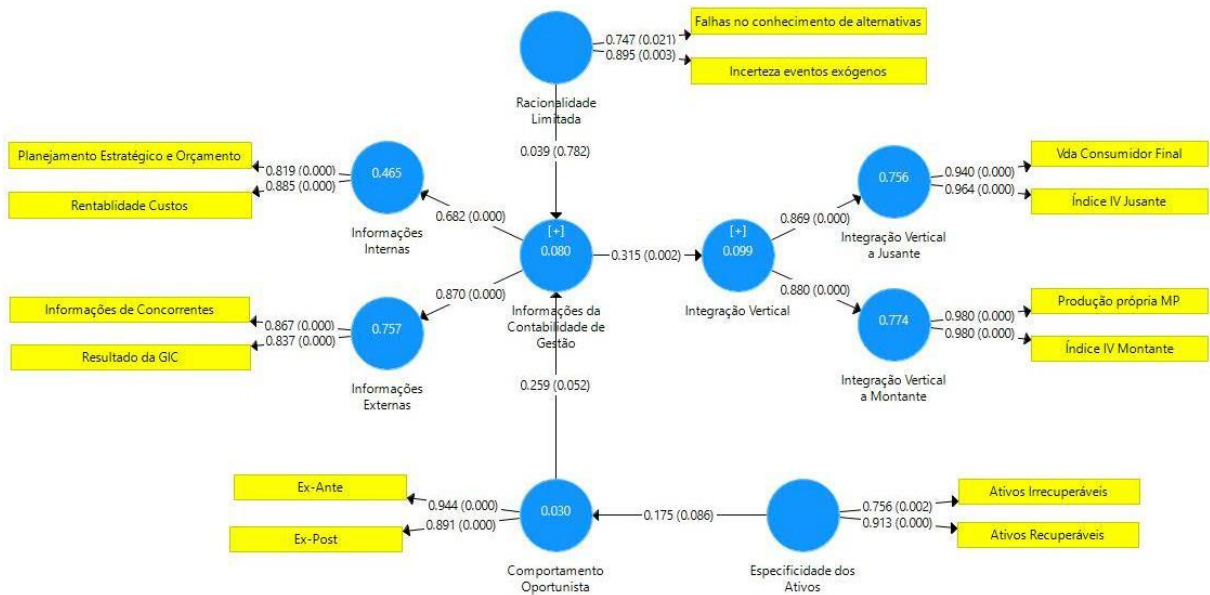 Falhas no conhecimento de alternativas
0.747 (0.021)
0.895 (0.003)
Incerteza eventos exógenos
Racionalidade
Limitada
0.039 (0.782)
Planejamento Estratégico e Orçamento
0.819 (0.000)
0.885 (0.000)
Rentablidade Custos
0.465
Informações
Internas
0.682 (0.000)
Informações de Concorrentes
0.867 (0.000)
0.837 (0.000)
Resultado da GIC
0.757
Informações
Externas
0.870 (0.000)
[+]
0.080
Informações da
Contabilidade de
Gestão
0.315 (0.002)
[+]
0.099
Integração Vertical
0.869 (0.000)
0.756
Integração Vertical
a Jusante
0.940 (0.000)
0.964 (0.000)
Vda Consumidor Final
Índice IV Jusante
0.880 (0.000)
0.774
Integração Vertical
a Montante
0.980 (0.000)
0.980 (0.000)
Produção própria MP
Índice IV Montante
0.259 (0.052)
Ex-Ante
0.944 (0.000)
0.891 (0.000)
Ex-Post
0.030
Comportamento
Oportunista
0.175 (0.086)
Especificidade dos
Ativos
0.756 (0.002)
0.913 (0.000)
Ativos Irrecuperáveis
Ativos Recuperáveis